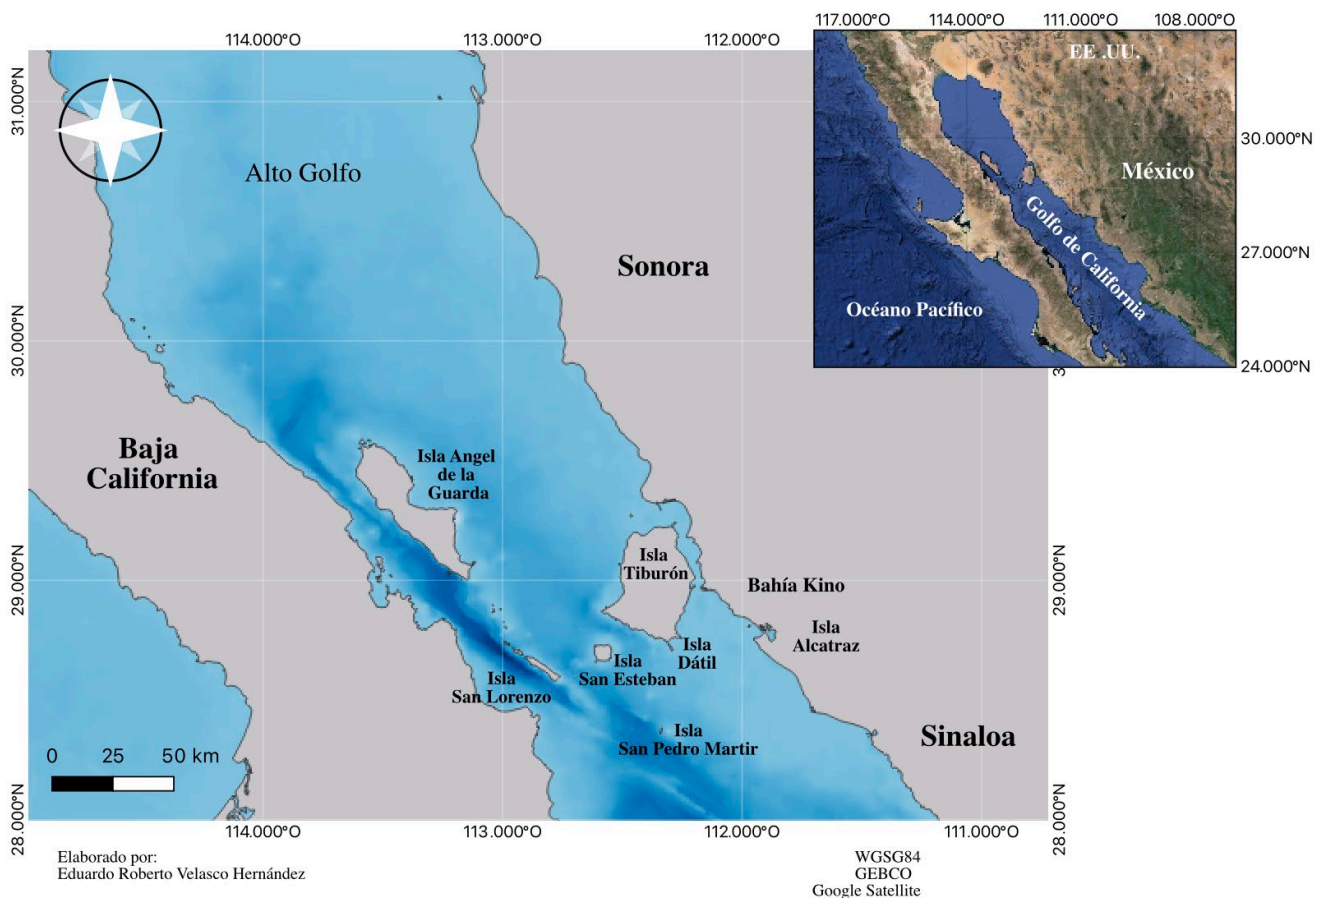 114.000°O
113.000°O
112.000°O
117.000°O
114.000°O
111.000°O
108.000°O
EE .UU.
30.000°N
México
Golfo de California
27.000°N
Océano Pacífico
24.000°N
31.000°N
Alto Golfo
Sonora
30.000°N
3
Baja
California
Isla Angel
de la
Guarda
29.000°N
Isla
Tiburón
Bahía Kino
29.000°N
Isla
Alcatraz
Isla
Dátil
Isla
San Esteban
Isla
San Lorenzo
Isla
San Pedro Martir
Sinaloa
0 25 50 km
28.000°N
28.000°N
114.000°O
113.000°O
112.000°O
111.000°O
Elaborado por:
Eduardo Roberto Velasco Hernández
WGSG84
GEBCO
Google Satellite